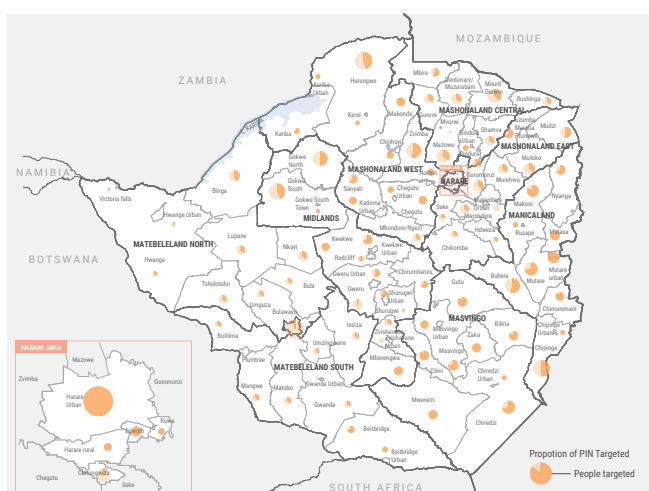 MOZAMBIQUE
ZAMBIA
NAMIBIA
BOTSWANA
SOUTH AFRICA
Hurungwe
Mbire
Centenary/
Muzarabani
Mount
Darwin
Rushinga
Kariba
Urban
MASHONALAND CENTRAL
Karoi
Makonde
Guruve
Mvurwi
Bindura
Urban
Shamva
Mudzi
Kariba
Chinhoyi
Zvimba
Mazowe
MASHONALAND EAST
Gokwe
North
MASHONALAND WEST
Mutoko
Goromonzi
Murehwa
HARARE
Binga
Gokwe
South
Sanyati
Chegutu
Urban
Nyanga
Victoria falls
Gokwe South
Town
Kadoma
Urban
Chegutu
Seke
Marondera
Makoni
MANICALAND
Hwange Urban
MIDLANDS
Mhondoro-Ngezi
Hwedza
Rusape
Mutasa
MATEBELELAND NORTH
Lupane
Nkayi
Kwekwe
Kwekwe
Urban
Chikomba
Hwange
Redcliff
Gweru Urban
Chirumhanzu
Buhera
Mutare
urban
Mutare
Tsholotsho
Bubi
Gweru
Shurugwi
Urban
Gutu
Umguza
Shurugwi
Chimanimani
Bulawayo
MASVINGO
Bulilima
Insiza
Zvishavane
Masvingo
Urban
Zaka
Bikita
Chipinge
Urban
Umzingwane
Mberengwa
Masvingo
Chipinge
Plumtree
MATEBELELAND SOUTH
Chivi
Chiredzi
Urban
Mangwe
Matobo
Gwanda Urban
Gwanda
Mwenezi
Chiredzi
Beitbridge
Beitbridge
Urban
HARARE AREA
Mazowe
Zvimba
Goromonzi
Harare
Urban
Ruwa
Epworth
Harare rural
Chitungwiza
Chegutu
Seke
Propotion of PIN Targeted
People targeted